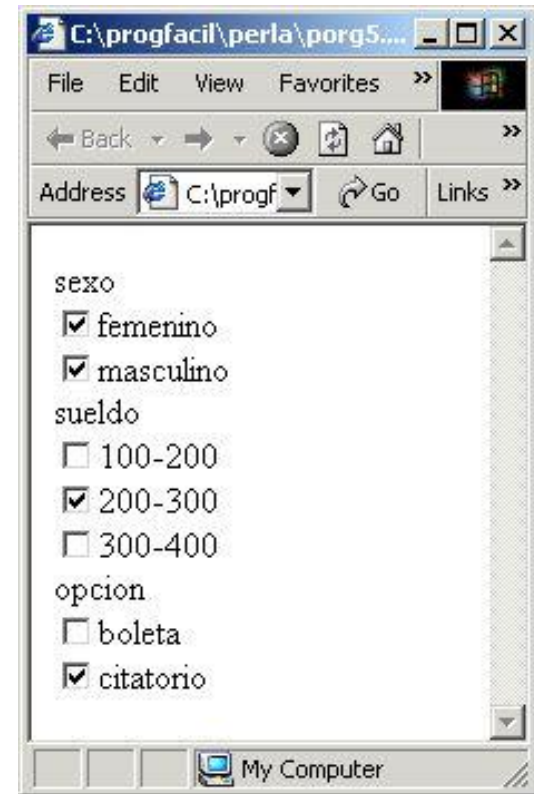 C:\progfacil\perla\porg5....
File Edit View Favorites »
Back »
Address C:\progf Go Links »
sexo
femenino
masculino
sueldo
100-200
200-300
300-400
opcion
boleta
citatorio
My Computer